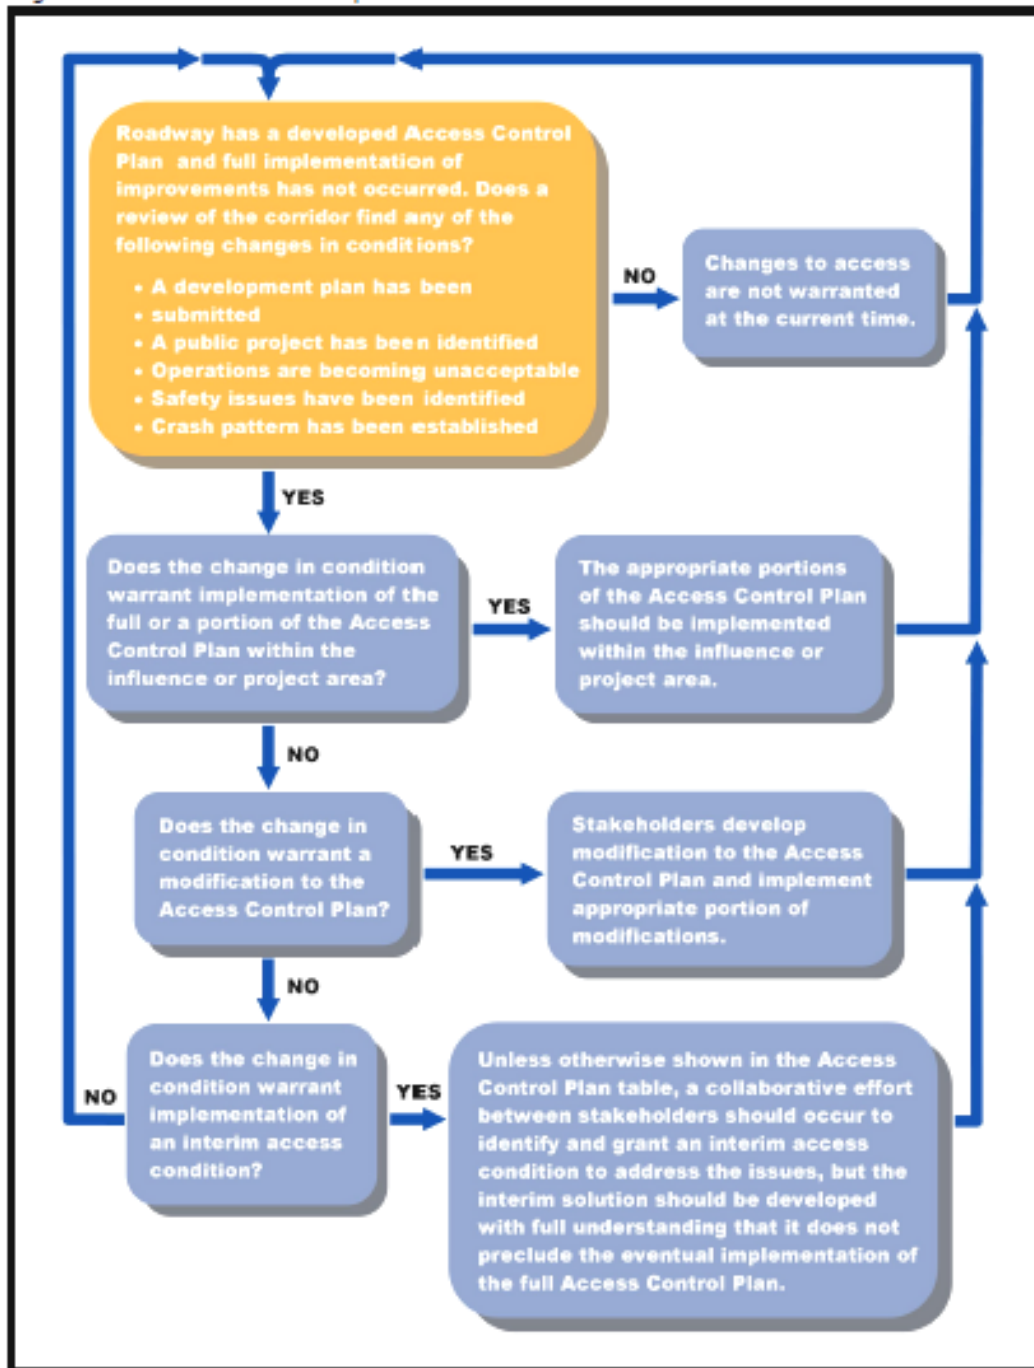 Roadway has a developed Access Control
Plan and full implementation of
improvements has not occurred. Does a
review of the corridor find any of the
following changes in conditions?
• A development plan has been
• submitted
• A public project has been identified
• Operations are becoming unacceptable
• Safety issues have been identified
• Crash pattern has been established
NO
Changes to access
are not warranted
at the current time.
YES
Does the change in condition
warrant implementation of the
full or a portion of the Access
Control Plan within the
influence or project area?
YES
The appropriate portions
of the Access Control Plan
should be implemented
within the influence or
project area.
NO
Does the change in
condition warrant a
modification to the
Access Control Plan?
YES
Stakeholders develop
modification to the Access
Control Plan and implement
appropriate portion of
modifications.
NO
Does the change in
condition warrant
implementation of
an interim access
condition?
NO
YES
Unless otherwise shown in the Access
Control Plan table, a collaborative effort
between stakeholders should occur to
identify and grant an interim access
condition to address the issues, but the
interim solution should be developed
with full understanding that it does not
preclude the eventual implementation of
the full Access Control Plan.